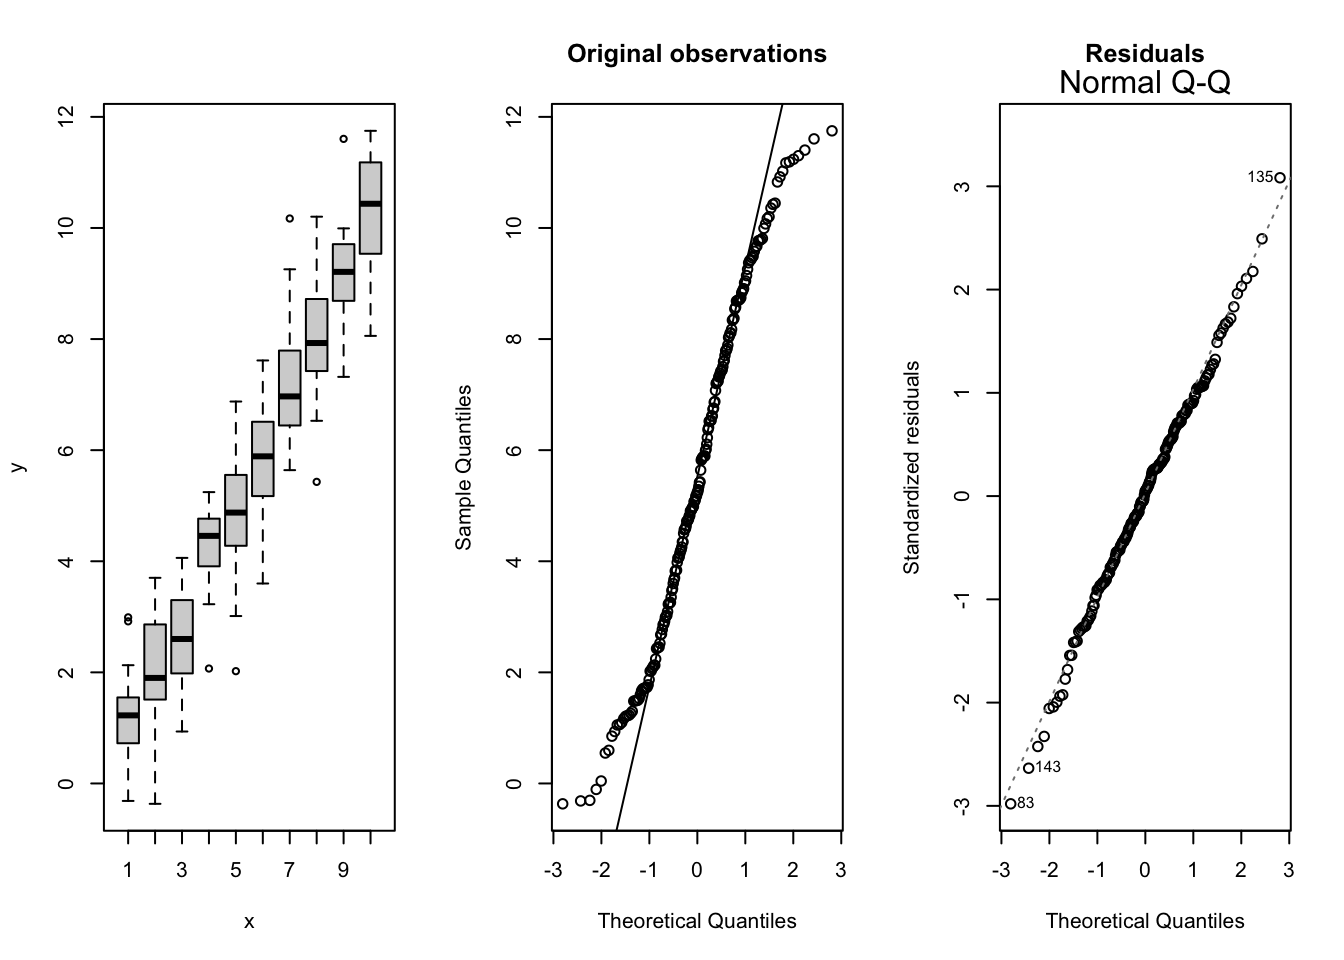 y
12
10
8
6
4
2
0
1 3 5 7 9
x
Original observations
Sample Quantiles
12
10
8
6
4
2
0
-3 -2 -1 0 1 2 3
Theoretical Quantiles
Residuals
Normal Q-Q
Standardized residuals
3
2
1
0
-1
-2
-3
135
143
83
-3 -2 -1 0 1 2 3
Theoretical Quantiles